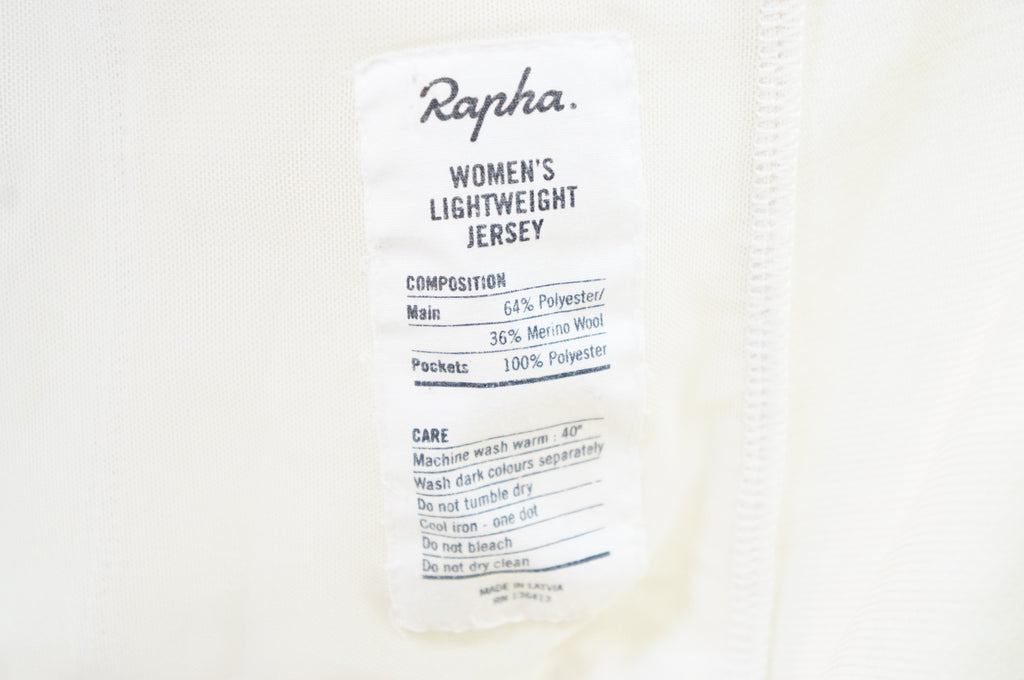 Rapha.
WOMEN'S
LIGHTWEIGHT
JERSEY
COMPOSITION
Main 64% Polyester/
36% Merino Wool
Pockets 100% Polyester
CARE
Machine wash warm : 40°
Wash dark colours separately
Do not tumble dry
Cool iron - one dot
Do not bleach
Do not dry clean
MADE IN LATVIA
RN